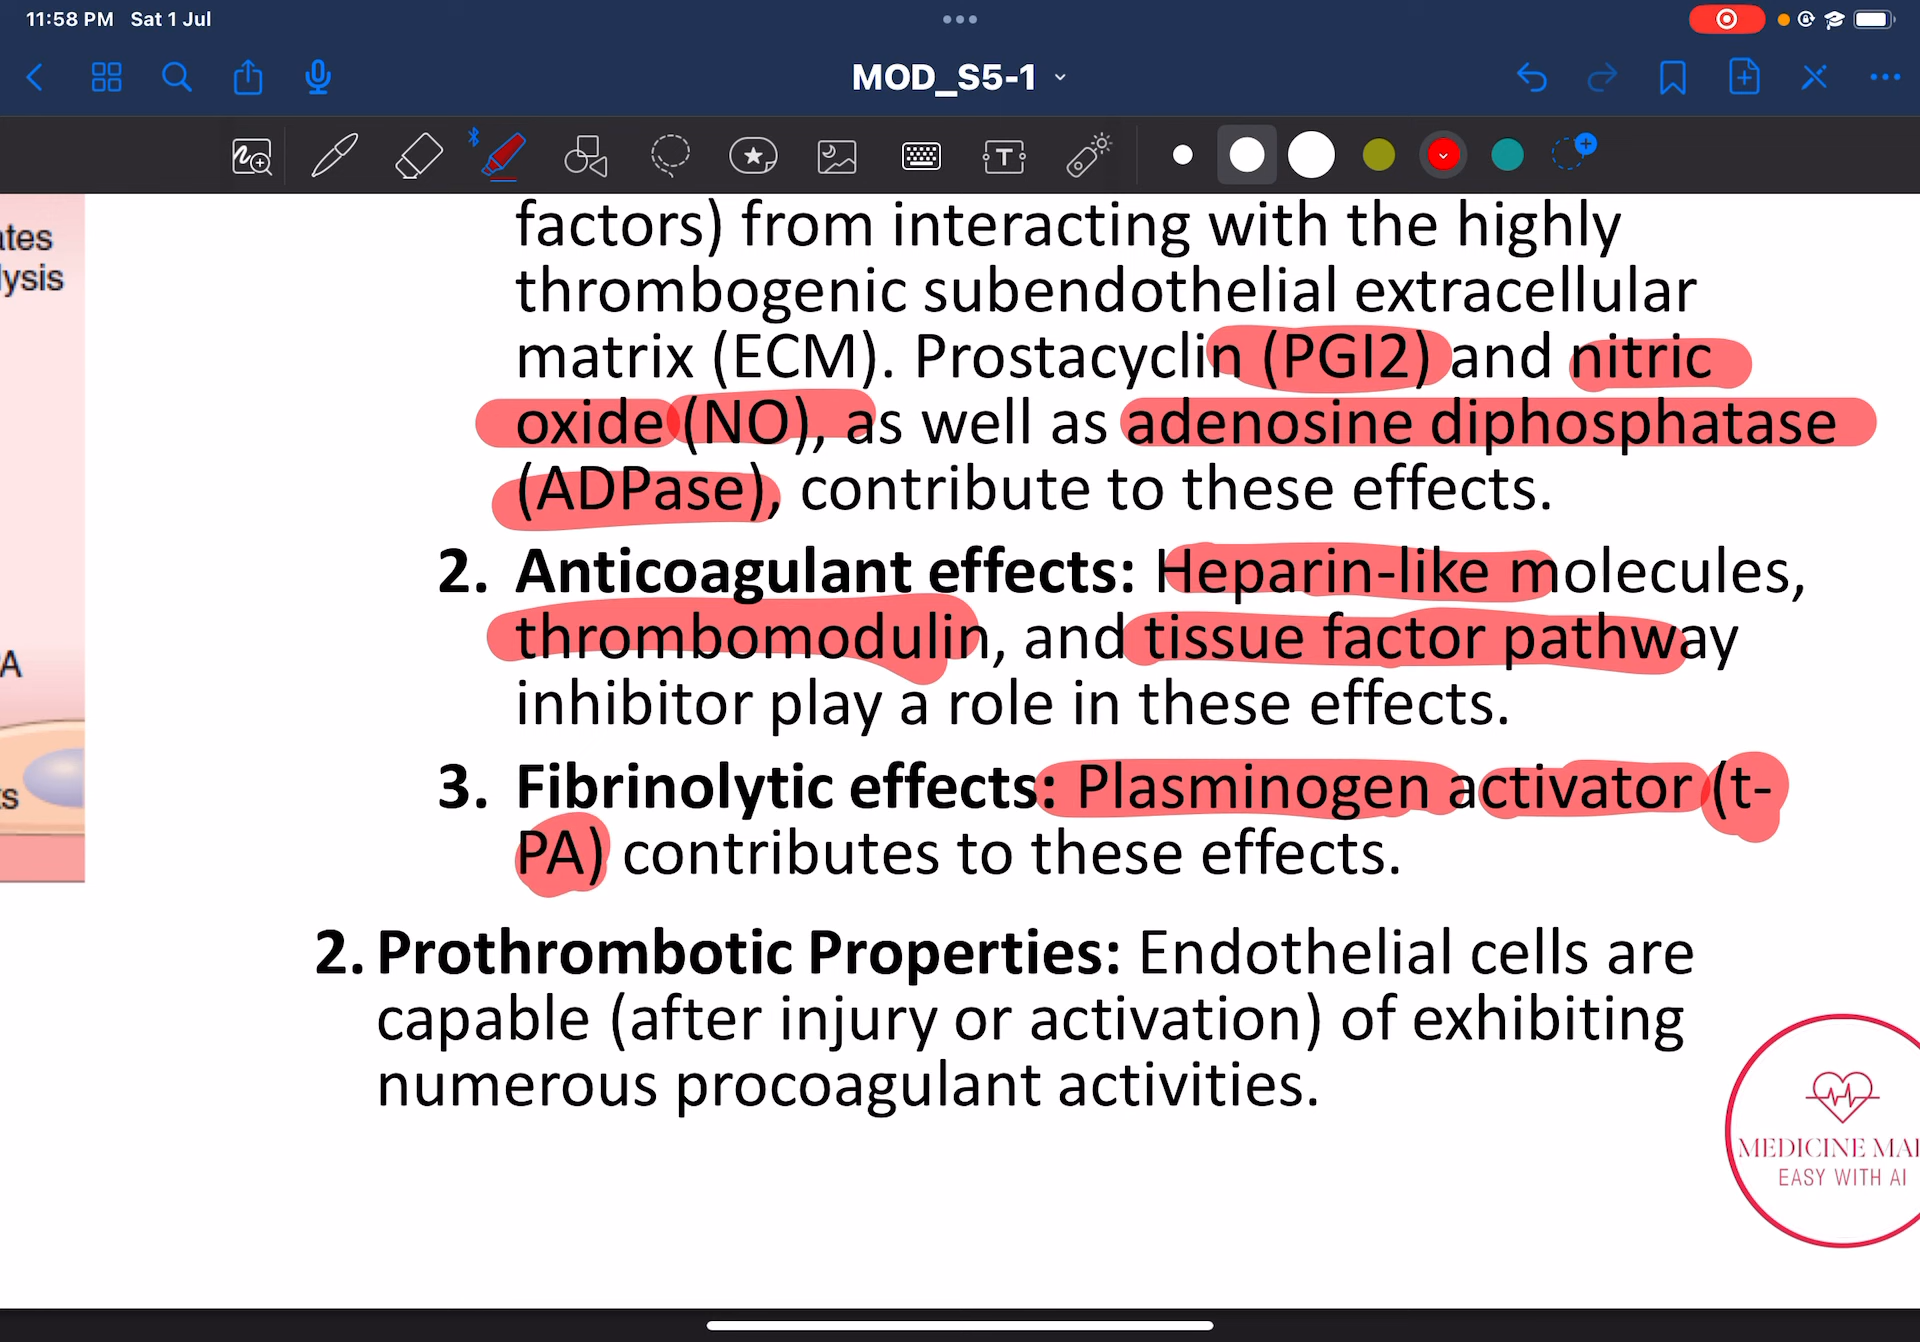 11:58 PM Sat 1 Jul
MOD_S5-1
T
factors) from interacting with the highly
thrombogenic subendothelial extracellular
matrix (ECM). Prostacyclin (PGI2) and nitric
oxide (NO), as well as adenosine diphosphatase
(ADPase), contribute to these effects.
2. Anticoagulant effects: Heparin-like molecules,
thrombomodulin, and tissue factor pathway
inhibitor play a role in these effects.
3. Fibrinolytic effects: Plasminogen activator (t-
PA) contributes to these effects.
2. Prothrombotic Properties: Endothelial cells are
capable (after injury or activation) of exhibiting
numerous procoagulant activities.
ates
lysis
A
s
MEDICINE MA
EASY WITH AI